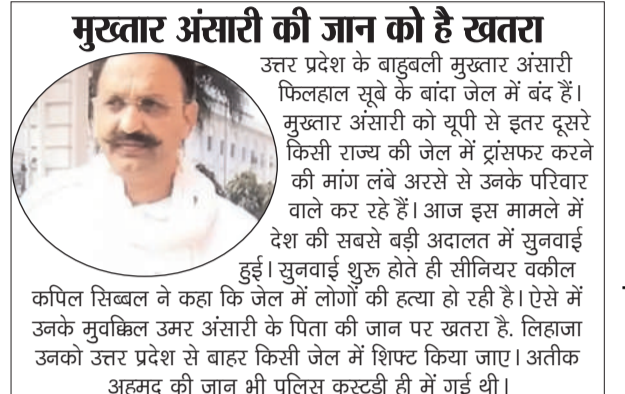 मुख्तार अंसारी की जान को है खतरा
उत्तर प्रदेश के बाहुबली मुख्तार अंसारी
फिलहाल सूबे के बांदा जेल में बंद हैं।
मुख्तार अंसारी को यूपी से इतर दूसरे
किसी राज्य की जेल में ट्रांसफर करने
की मांग लंबे अरसे से उनके परिवार
वाले कर रहे हैं। आज इस मामले में
देश की सबसे बड़ी अदालत में सुनवाई
हुई। सुनवाई शुरू होते ही सीनियर वकील
कपिल सिब्बल ने कहा कि जेल में लोगों की हत्या हो रही है। ऐसे में
उनके मुवक्किल उमर अंसारी के पिता की जान पर खतरा है. लिहाजा
उनको उत्तर प्रदेश से बाहर किसी जेल में शिफ्ट किया जाए। अतीक
अहमद की जान भी पुलिस कस्टडी ही में गई थी।